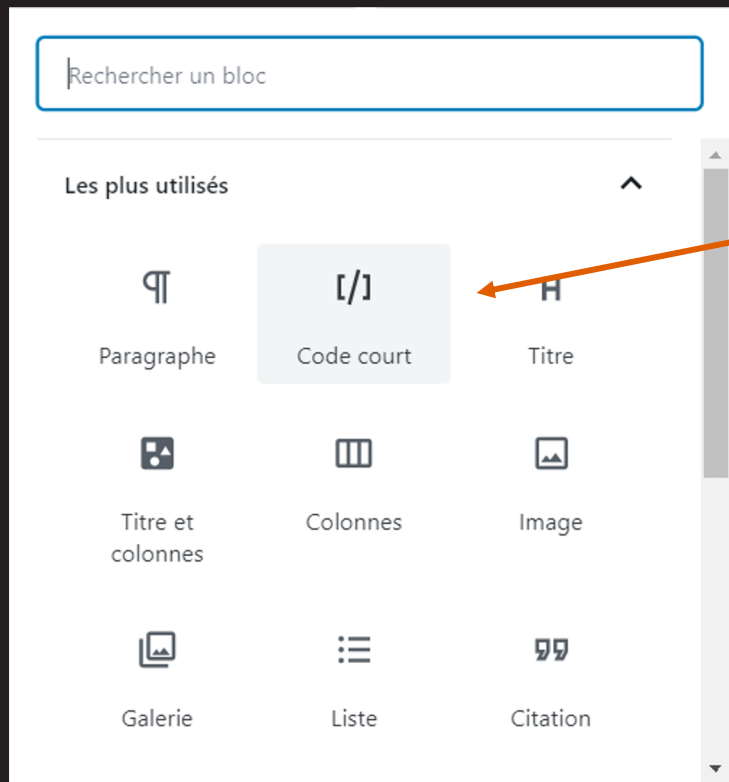 Rechercher un bloc
Les plus utilisés
Paragraphe
Code court
Titre
Titre et
colonnes
Colonnes
Image
Galerie
Liste
Citation